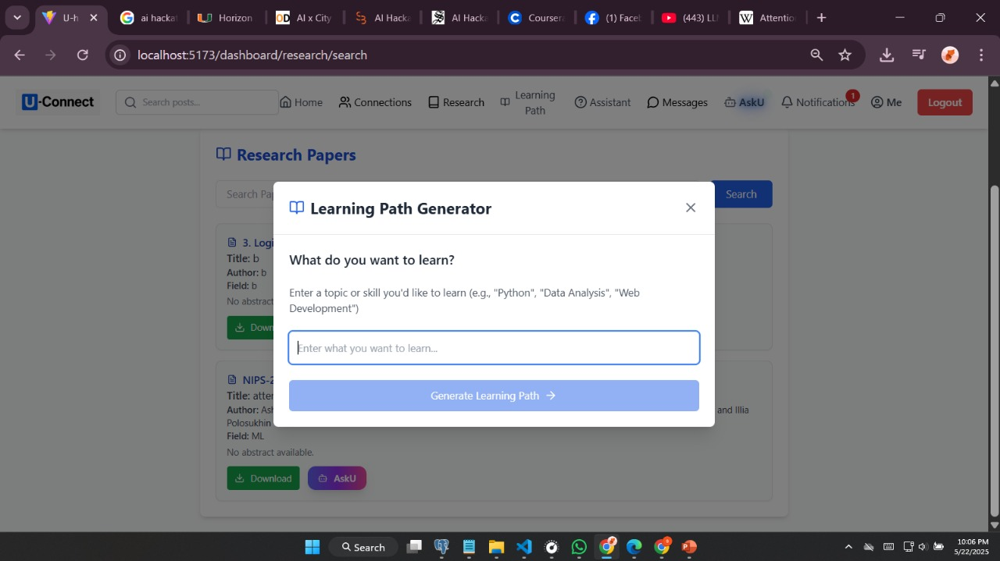 U-h
ai hackat
Horizon
AI x City
AI Hacka
AI Hacka
Course
(1) Faceb
(443) LL
Attentio
localhost:5173/dashboard/research/search
U-Connect
Search posts...
Home
Connections
Research
Learning Path
Assistant
Messages
AskU
Notifications
1
Me
Logout
Research Papers
Search Pap
Search
Learning Path Generator
What do you want to learn?
Enter a topic or skill you'd like to learn (e.g., "Python", "Data Analysis", "Web
Development")
Enter what you want to learn...
Generate Learning Path
3. Logi
Title: b
Author: b
Field: b
No abstract
Down
NIPS-2
Title: atter
Author: Ash
and Illia
Polosukhin
Field: ML
No abstract available.
Download
AskU
Search
10:06 PM
5/22/2025